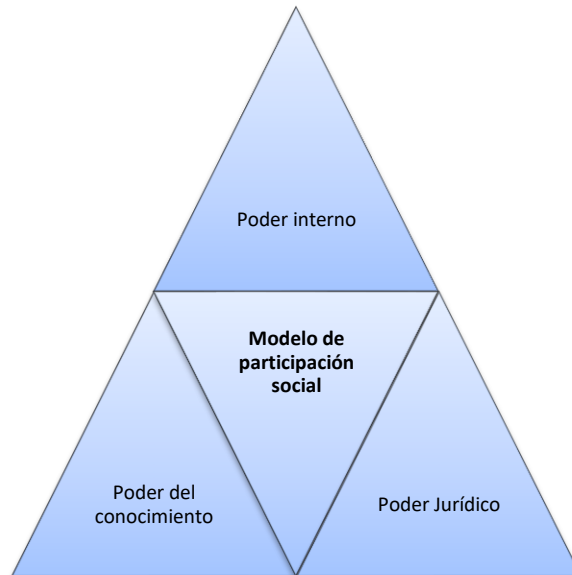 Poder interno
Modelo de
participación
social
Poder del
conocimiento
Poder Jurídico